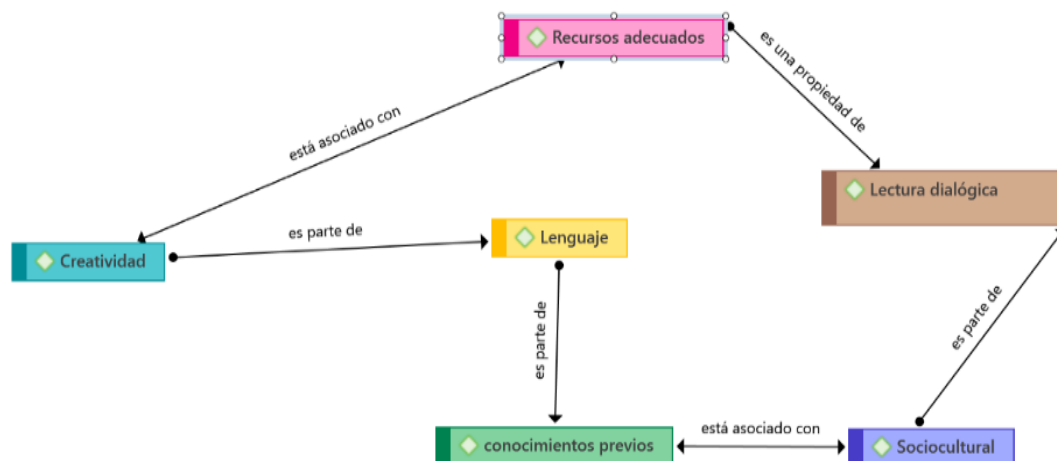 Recursos adecuados
es una propiedad de
está asociado con
Lectura dialógica
es parte de
Lenguaje
Creatividad
es parte de
es parte de
está asociado con
conocimientos previos
Sociocultural